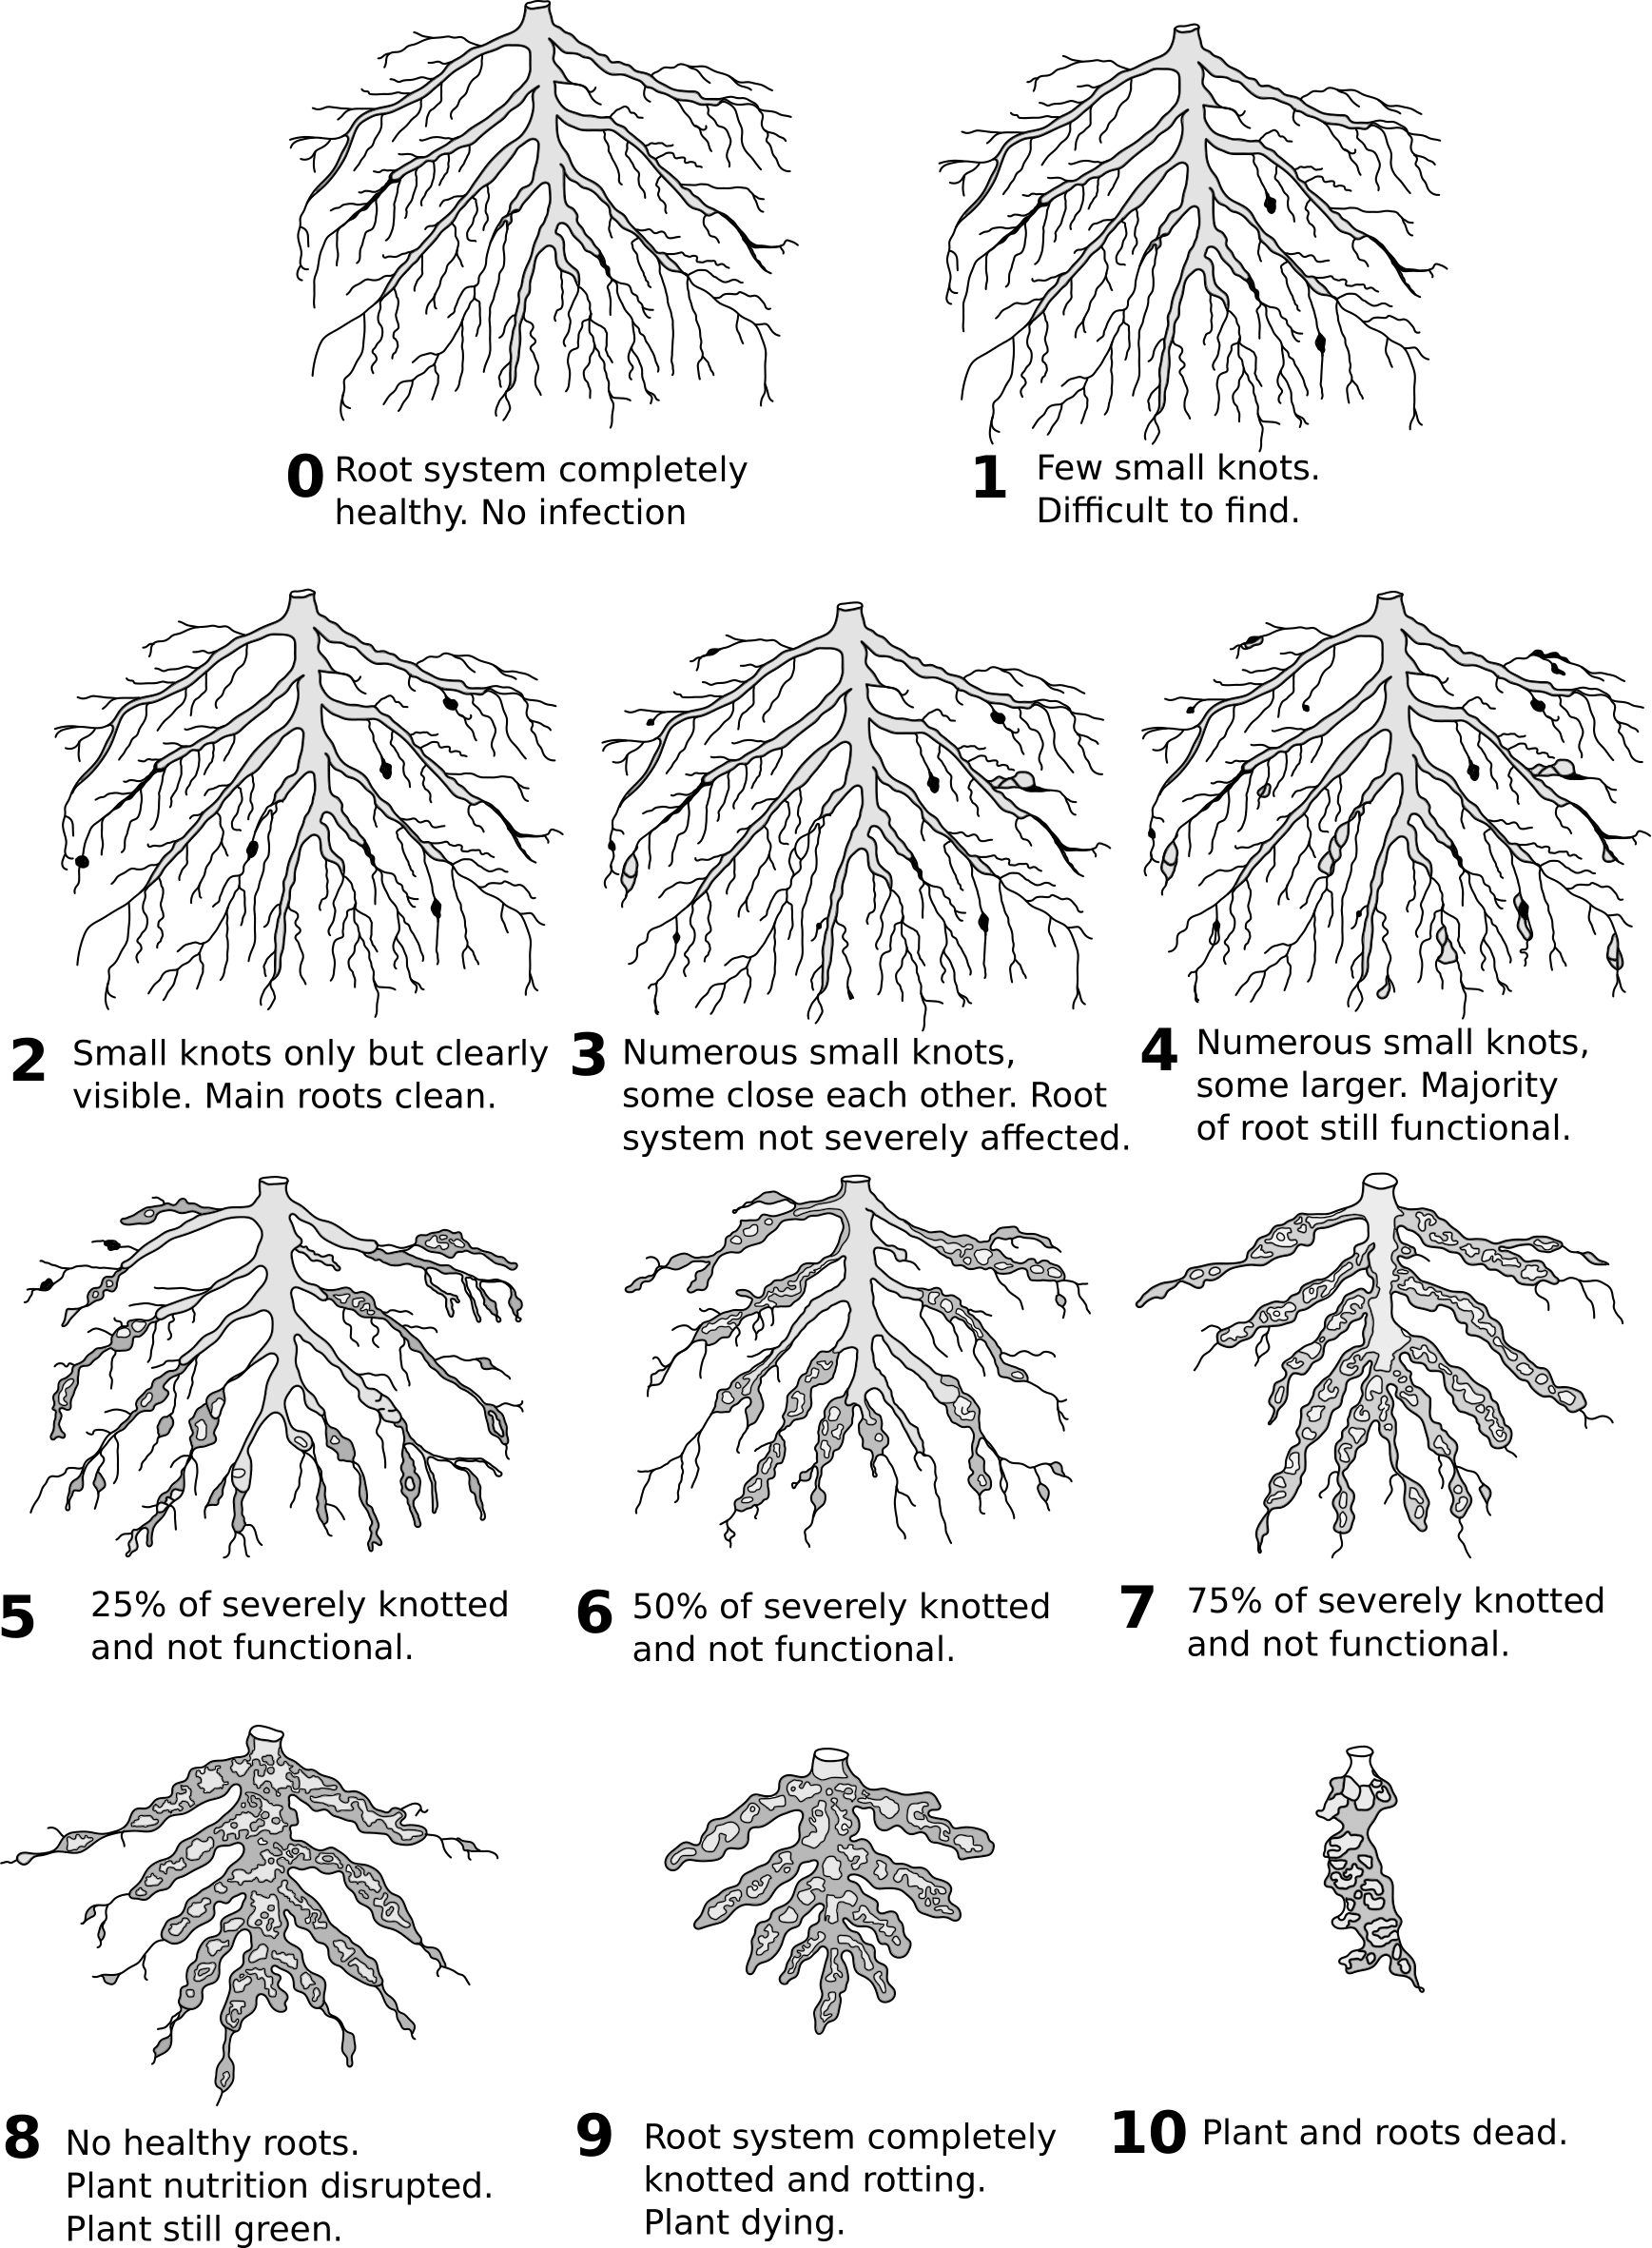 0 Root system completely
healthy. No infection
1 Few small knots.
Difficult to find.
2 Small knots only but clearly
visible. Main roots clean.
3 Numerous small knots,
some close each other. Root
system not severely affected.
4 Numerous small knots,
some larger. Majority
of root still functional.
5 25% of severely knotted
and not functional.
6 50% of severely knotted
and not functional.
7 75% of severely knotted
and not functional.
8 No healthy roots.
Plant nutrition disrupted.
Plant still green.
9 Root system completely
knotted and rotting.
Plant dying.
10 Plant and roots dead.